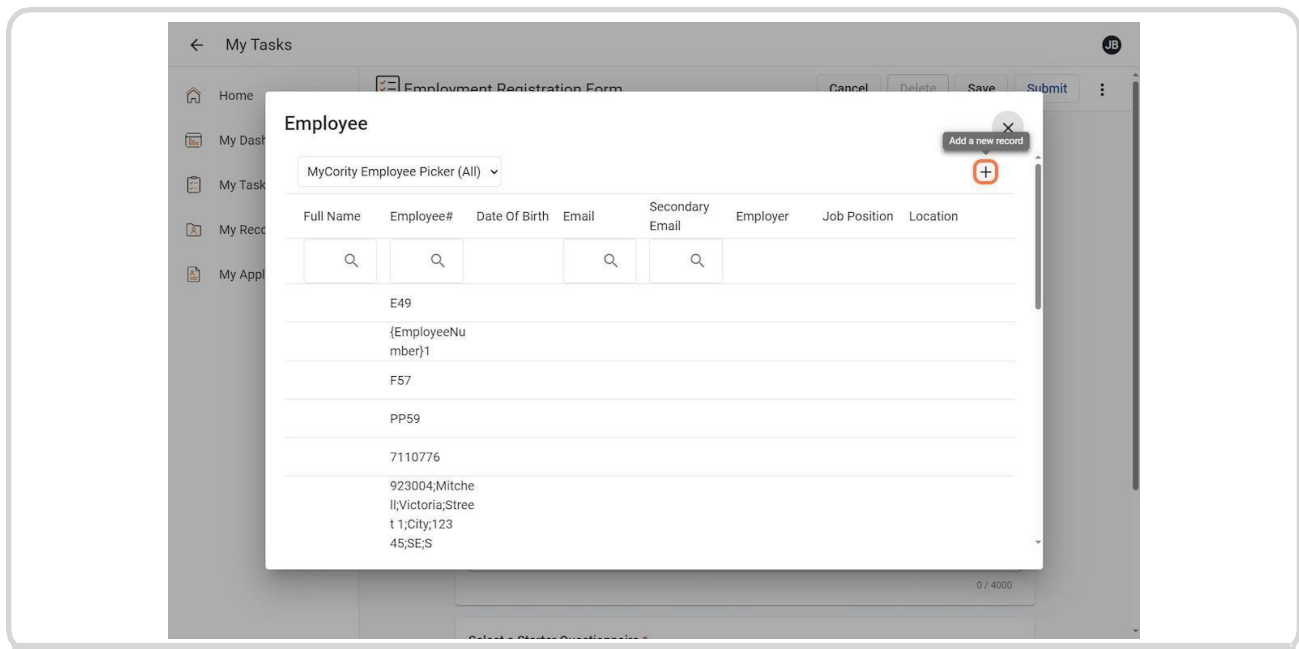 My Tasks
JB
Home
Employment Registration Form
Cancel
Delete
Save
Submit
My Dash
My Task
My Reco
My Appl
Employee
Add a new record
MyCority Employee Picker (All)
Full Name
Employee#
Date Of Birth
Email
Secondary
Email
Employer
Job Position
Location
E49
{EmployeeNu
mber}1
F57
PP59
7110776
923004;Mitche
ll;Victoria;Stree
t 1;City;123
45;SE;S
0 / 4000
Select a Starter Questionnaire *